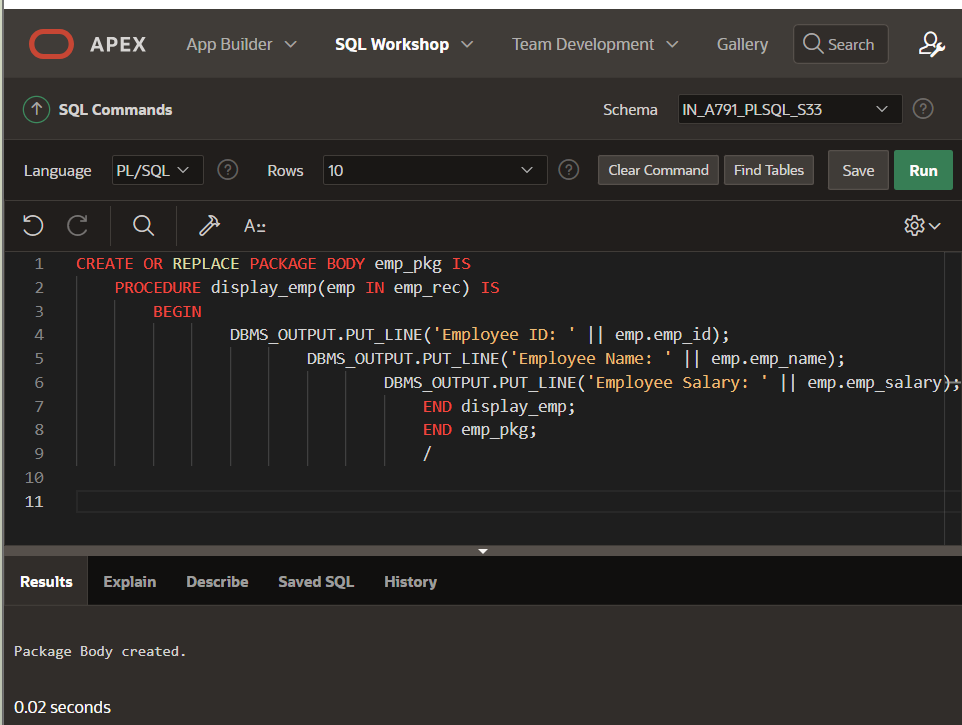 APEX App Builder SQL Workshop Team Development Gallery Search
SQL Commands Schema IN_A791_PLSQL_S33 ?
Language PL/SQL ? Rows 10 ? Clear Command Find Tables Save Run
A::
1 CREATE OR REPLACE PACKAGE BODY emp_pkg IS
2 PROCEDURE display_emp(emp IN emp_rec) IS
3 BEGIN
4 DBMS_OUTPUT.PUT_LINE('Employee ID: ' || emp.emp_id);
5 DBMS_OUTPUT.PUT_LINE('Employee Name: ' || emp.emp_name);
6 DBMS_OUTPUT.PUT_LINE('Employee Salary: ' || emp.emp_salary);
7 END display_emp;
8 END emp_pkg;
9 /
10
11
Results Explain Describe Saved SQL History
Package Body created.
0.02 seconds